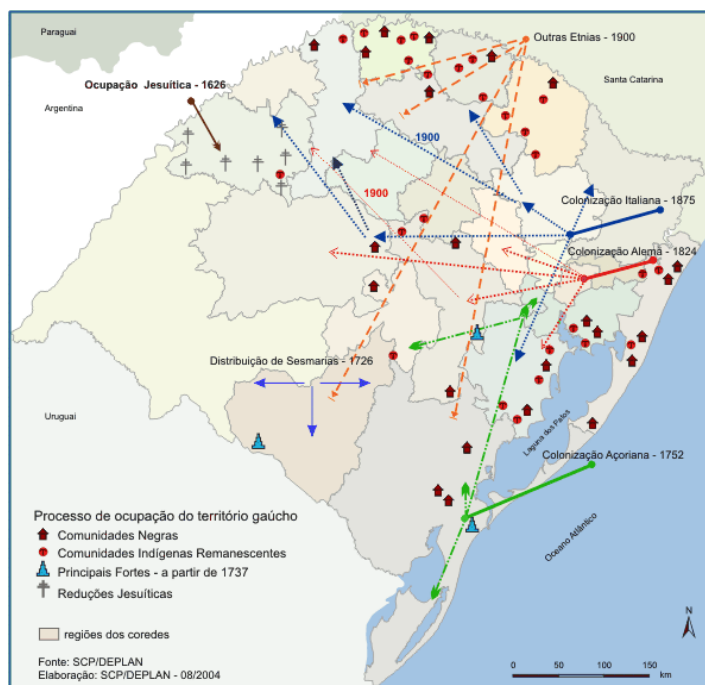 Paraguai
Outras Etnias - 1900
Santa Catarina
Ocupação Jesuítica - 1626
Argentina
1900
1900
Colonização Italiana - 1875
Colonização Alemã - 1824
Distribuição de Sesmarias - 1726
Uruguai
Laguna dos Patos
Colonização Açoriana - 1752
Oceano Atlântico
Processo de ocupação do território gaúcho
Comunidades Negras
Comunidades Indígenas Remanescentes
Principais Fortes - a partir de 1737
Reduções Jesuíticas
regiões dos coredes
Fonte: SCP/DEPLAN
Elaboração: SCP/DEPLAN - 08/2004
N
0 50 100 150
km